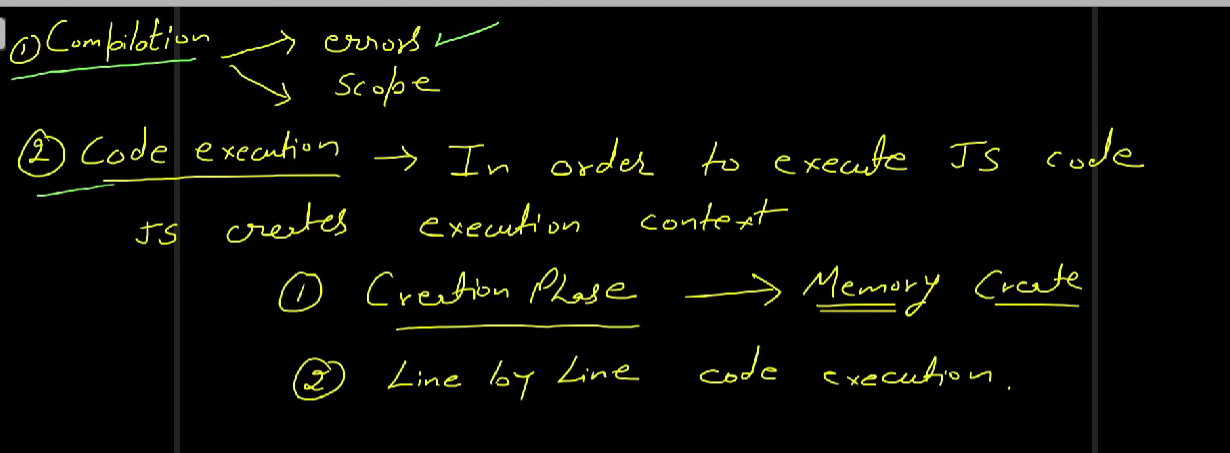 ① Compilation → errors ✓
→ Scope
② Code execution → In order to execute JS code
JS creates execution context
① Creation Phase → Memory Create
② Line by Line code execution.